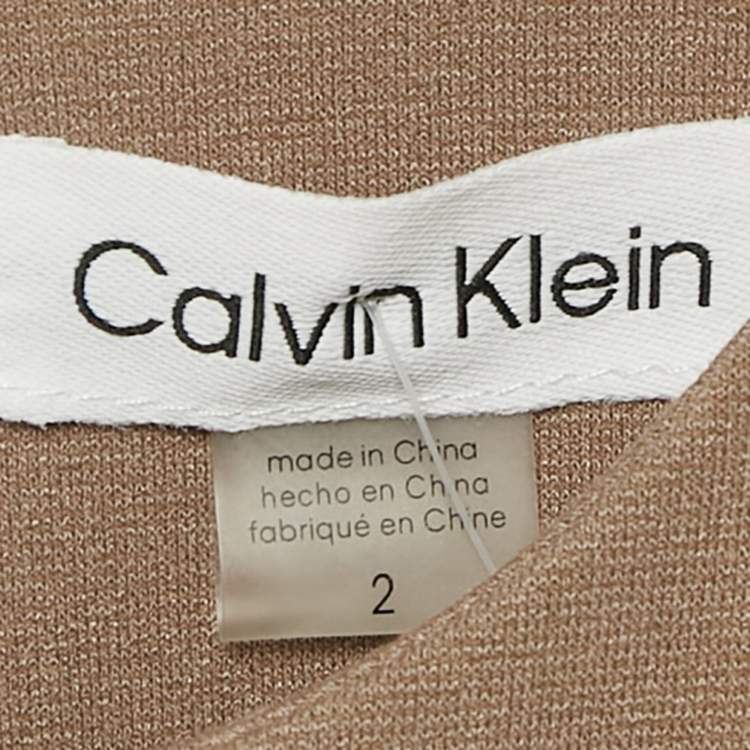 Calvin Klein
made in China
hecho en China
fabriqué en Chine
2